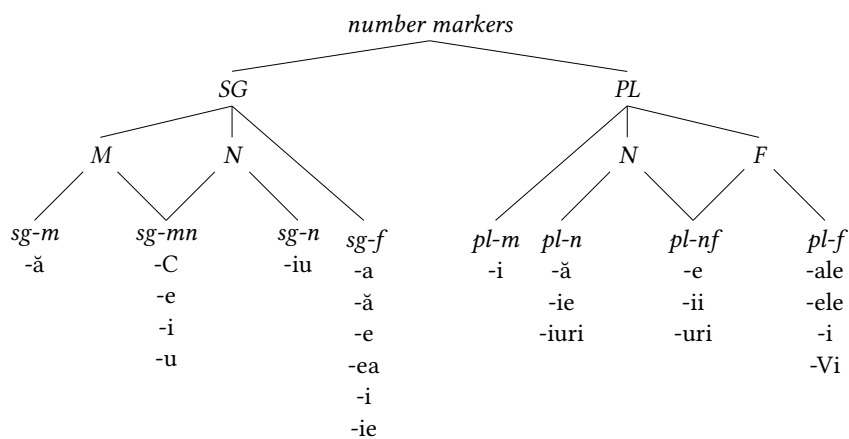 number markers
SG PL
M N N F
sg-m sg-mn sg-n sg-f pl-m pl-n pl-nf pl-f
-ă -C -iu -a -i -ă -e -ale
-e -ă -ie -ii -ele
-i -e -iuri -uri -i
-u -ea -Vi
-i
-ie